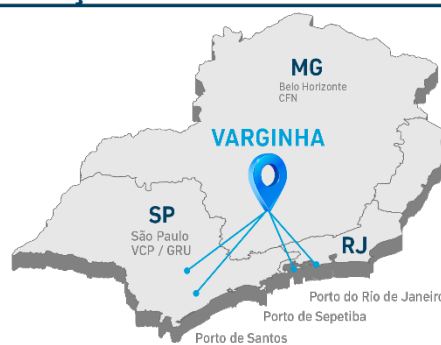 MG
Belo Horizonte
CFN
VARGINHA
SP
São Paulo
VCP / GRU
RJ
Porto do Rio de Janeiro
Porto de Sepetiba
Porto de Santos